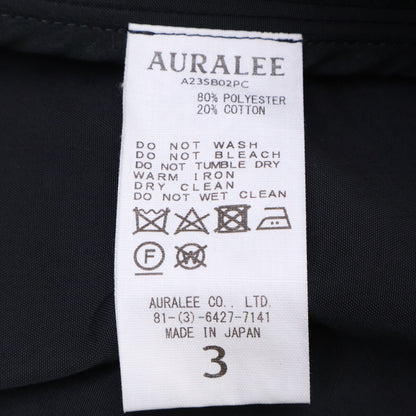 AURALEE
A23SB02PC
80% POLYESTER
20% COTTON
DO NOT WASH
DO NOT BLEACH
DO NOT TUMBLE DRY
WARM IRON
DRY CLEAN
DO NOT WET CLEAN
F W
AURALEE CO., LTD.
81-(3)-6427-7141
MADE IN JAPAN
3